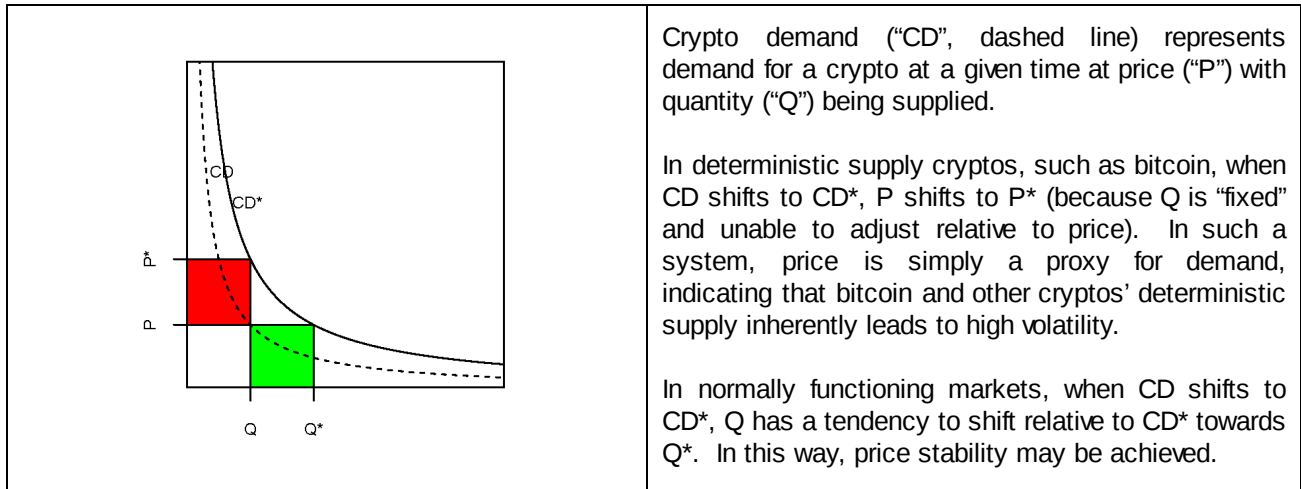 CD
CD*
P*
P
Q
Q*
Crypto demand (“CD”, dashed line) represents
demand for a crypto at a given time at price (“P”) with
quantity (“Q”) being supplied.
In deterministic supply cryptos, such as bitcoin, when
CD shifts to CD*, P shifts to P* (because Q is “fixed”
and unable to adjust relative to price). In such a
system, price is simply a proxy for demand,
indicating that bitcoin and other cryptos’ deterministic
supply inherently leads to high volatility.
In normally functioning markets, when CD shifts to
CD*, Q has a tendency to shift relative to CD* towards
Q*. In this way, price stability may be achieved.